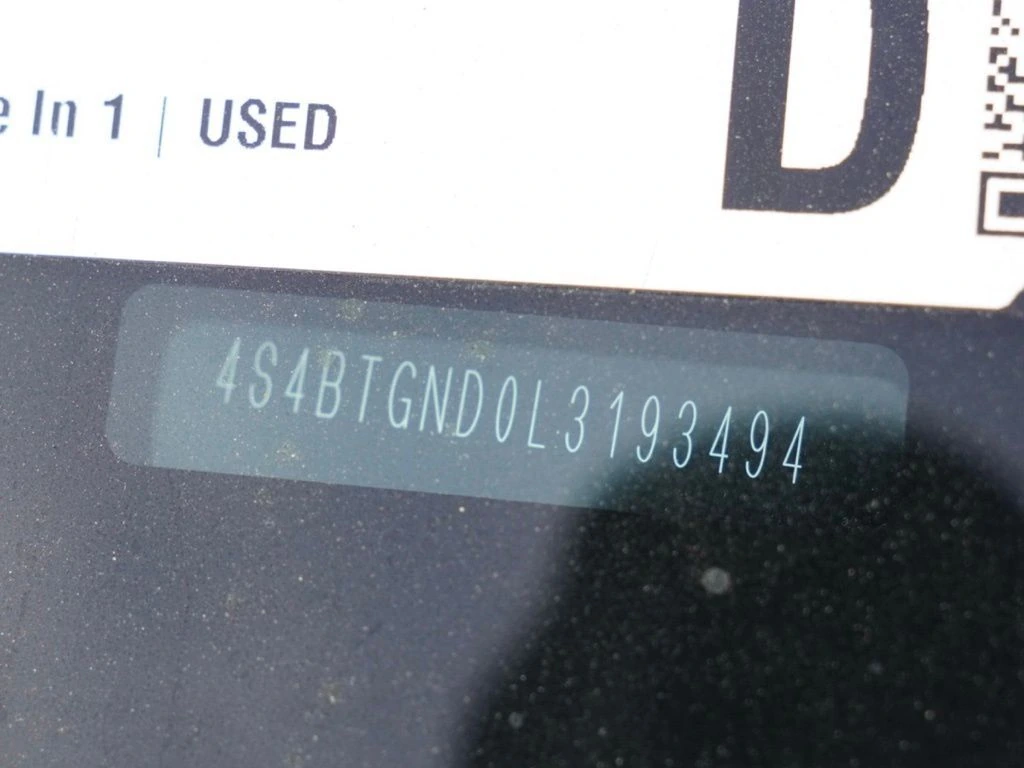 e In 1 | USED
D
4S4BTGND0L3193494